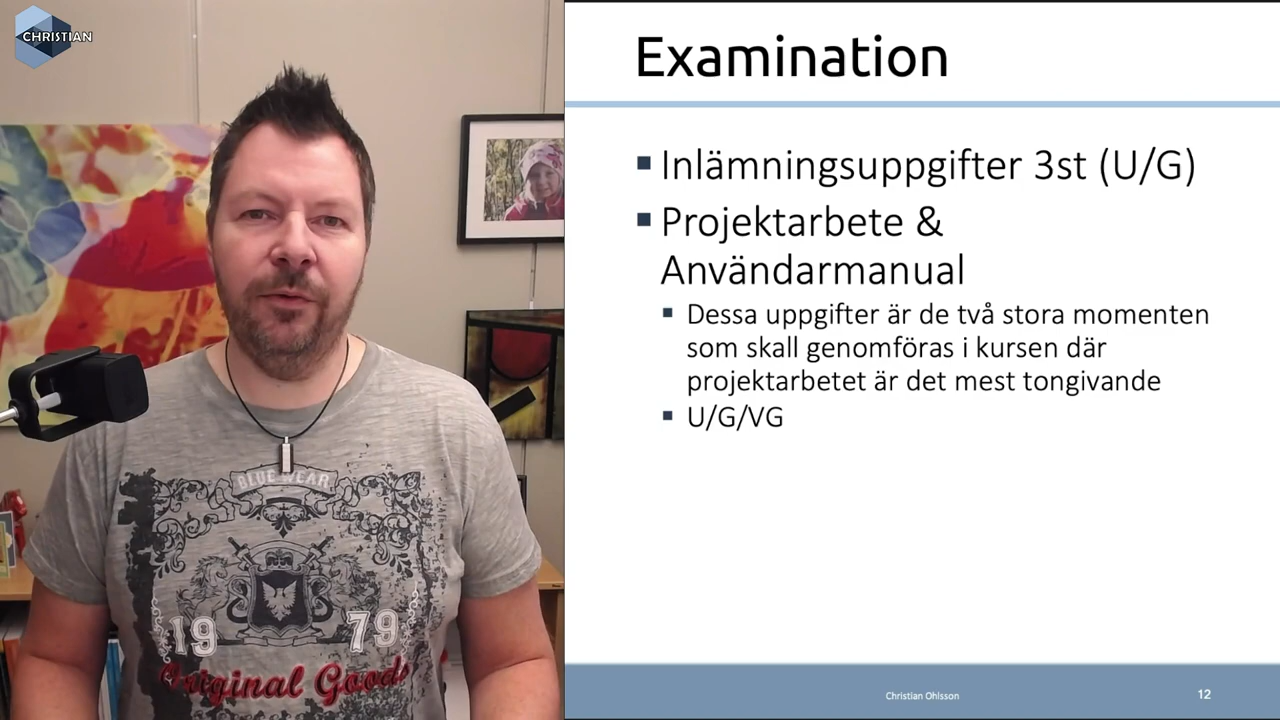 CHRISTIAN
BLUE WEAR
19 79
Original Goods
Examination
Inlämningsuppgifter 3st (U/G)
Projektarbete &
Användarmanual
Dessa uppgifter är de två stora momenten
som skall genomföras i kursen där
projektarbetet är det mest tongivande
U/G/VG
Christian Ohlsson
12